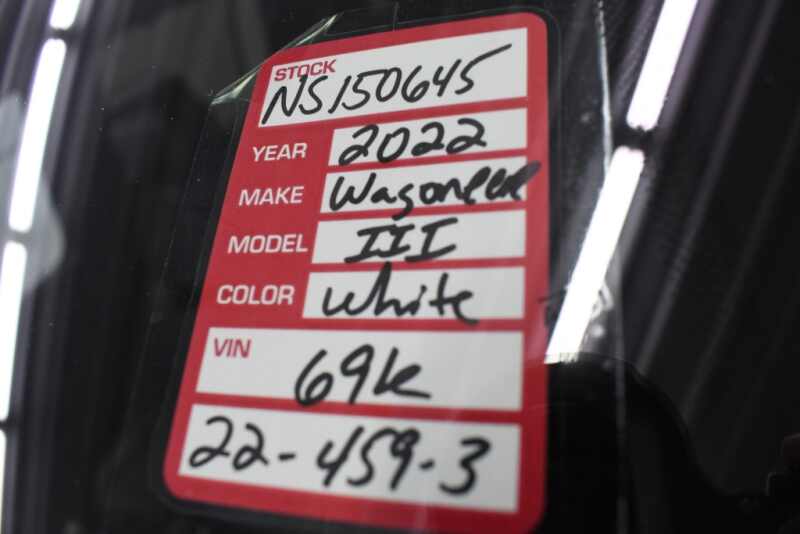 STOCK
NS150645
YEAR 2022
MAKE Wagoneer
MODEL III
COLOR White
VIN
69k
22-459-3